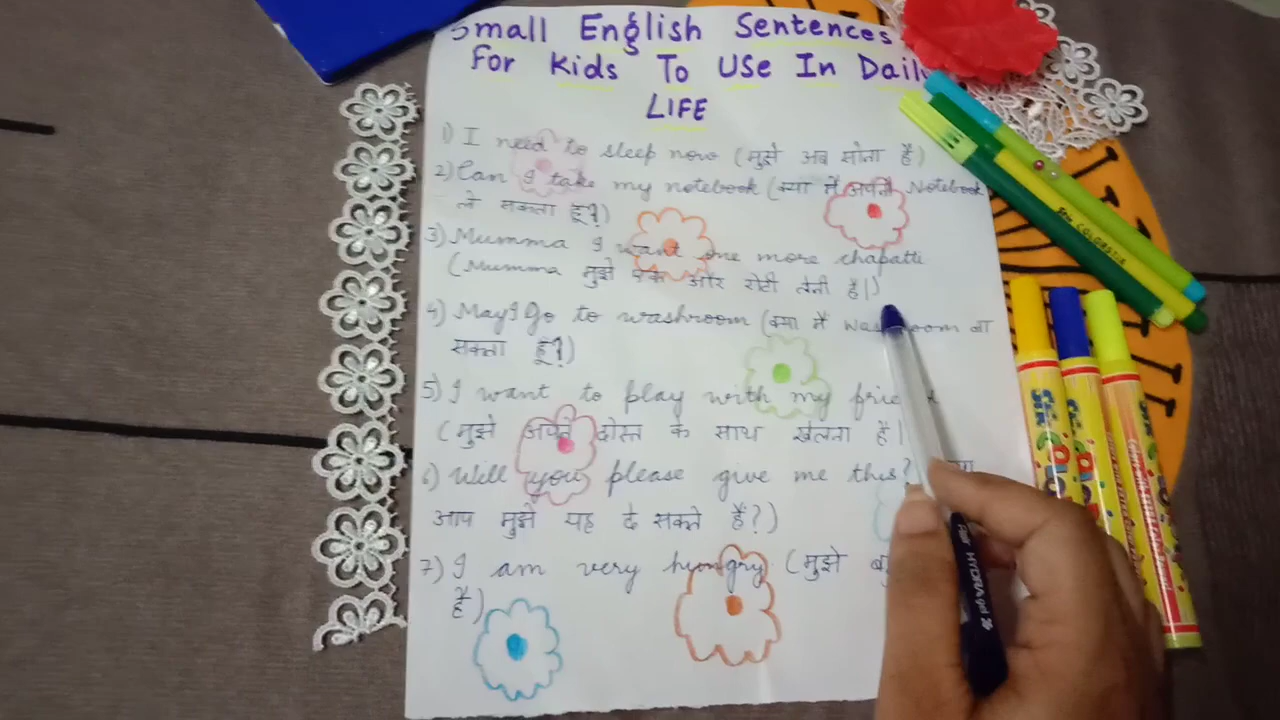 Small English Sentences
For Kids To Use In Daily
LIFE
1) I need to sleep now (मुझे अब सोना है)
2) Can I take my notebook (क्या मैं अपनी Notebook
ले सकता हूँ?)
3) Mumma I want one more chapatti
(Mumma मुझे एक और रोटी लेनी है।)
4) May I Go to washroom (क्या मैं washroom जा
सकता हूँ?)
5) I want to play with my friend
(मुझे अपने दोस्त के साथ खेलना है।
6) Will you please give me this?
आप मुझे यह दे सकते हैं?)
7) I am very hungry (मुझे
है)